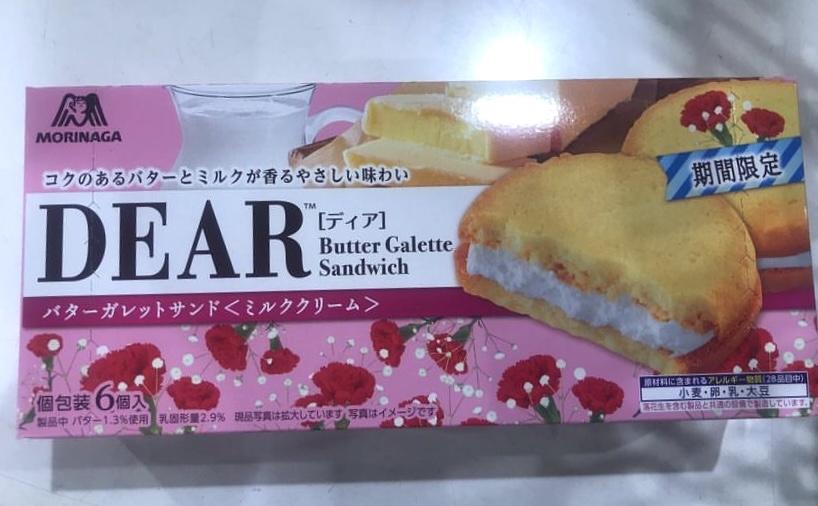 MORINAGA
コクのあるバターとミルクが香るやさしい味わい
期間限定
DEAR™
[ディア]
Butter Galette
Sandwich
バターガレットサンド<ミルククリーム>
個包装6個入
製品中 バター1.3%使用 乳固形量2.9% 現品写真は拡大しています 写真はイメージです
原材料に含まれるアレルギー物質(28品目中)
小麦・卵・乳・大豆
落花生を含む製品と共通の設備で製造しています。